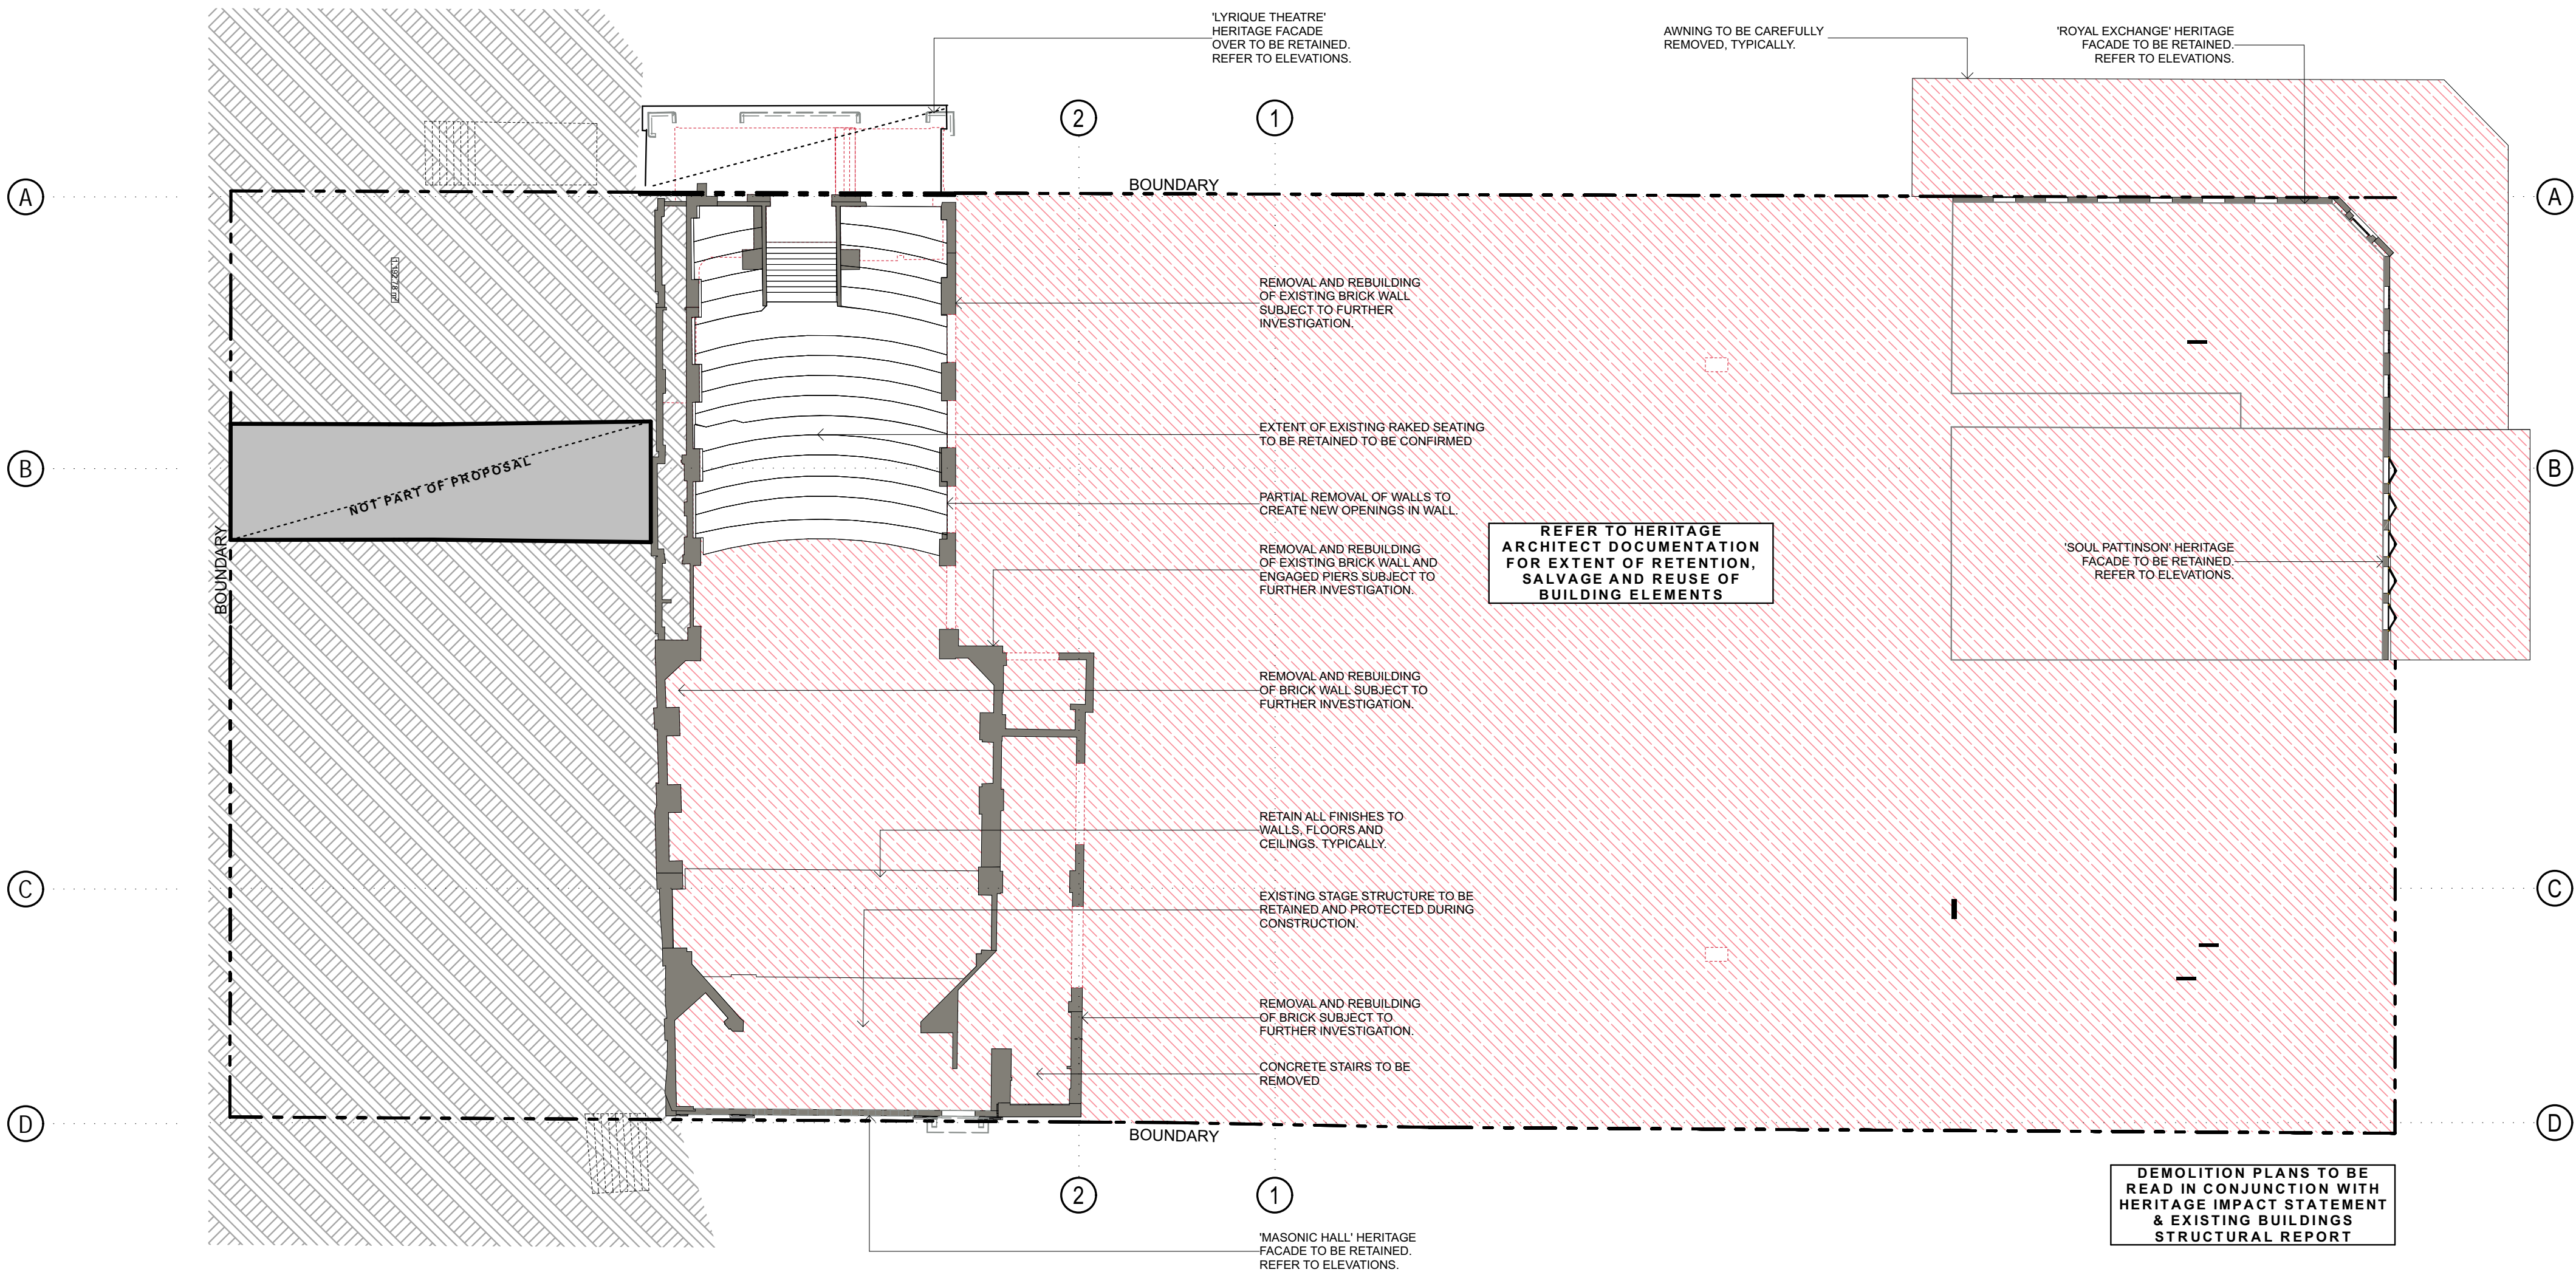 'LYRIQUE THEATRE'
HERITAGE FACADE
OVER TO BE RETAINED.
REFER TO ELEVATIONS.
AWNING TO BE CAREFULLY
REMOVED, TYPICALLY.
'ROYAL EXCHANGE' HERITAGE
FACADE TO BE RETAINED.
REFER TO ELEVATIONS.
2
1
A
BOUNDARY
A
REMOVAL AND REBUILDING
OF EXISTING BRICK WALL
SUBJECT TO FURTHER
INVESTIGATION.
EXTENT OF EXISTING RAKED SEATING
TO BE RETAINED TO BE CONFIRMED
B
NOT PART OF PROPOSAL
B
PARTIAL REMOVAL OF WALLS TO
CREATE NEW OPENINGS IN WALL.
BOUNDARY
REMOVAL AND REBUILDING
OF EXISTING BRICK WALL AND
ENGAGED PIERS SUBJECT TO
FURTHER INVESTIGATION.
REFER TO HERITAGE
ARCHITECT DOCUMENTATION
FOR EXTENT OF RETENTION,
SALVAGE AND REUSE OF
BUILDING ELEMENTS
'SOUL PATTINSON' HERITAGE
FACADE TO BE RETAINED.
REFER TO ELEVATIONS.
REMOVAL AND REBUILDING
OF BRICK WALL SUBJECT TO
FURTHER INVESTIGATION.
RETAIN ALL FINISHES TO
WALLS, FLOORS AND
CEILINGS. TYPICALLY.
C
C
EXISTING STAGE STRUCTURE TO BE
RETAINED AND PROTECTED DURING
CONSTRUCTION.
REMOVAL AND REBUILDING
OF BRICK SUBJECT TO
FURTHER INVESTIGATION.
CONCRETE STAIRS TO BE
REMOVED
D
BOUNDARY
D
2
1
DEMOLITION PLANS TO BE
READ IN CONJUNCTION WITH
HERITAGE IMPACT STATEMENT
& EXISTING BUILDINGS
STRUCTURAL REPORT
'MASONIC HALL' HERITAGE
FACADE TO BE RETAINED.
REFER TO ELEVATIONS.